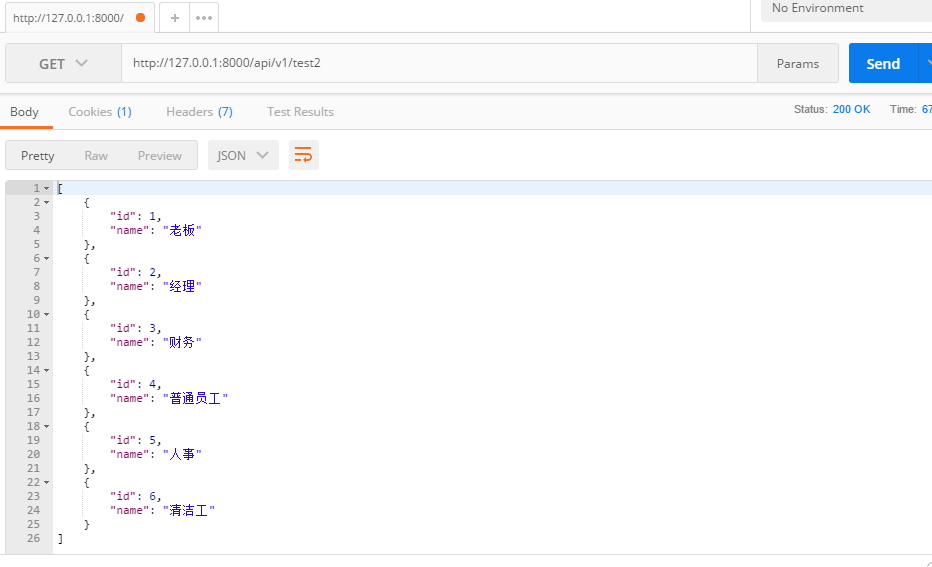 http://127.0.0.1:8000/
No Environment
GET http://127.0.0.1:8000/api/v1/test2 Params Send
Body Cookies (1) Headers (7) Test Results Status: 200 OK Time: 67
Pretty Raw Preview JSON
1 [
2 {
3 "id": 1,
4 "name": "老板"
5 },
6 {
7 "id": 2,
8 "name": "经理"
9 },
10 {
11 "id": 3,
12 "name": "财务"
13 },
14 {
15 "id": 4,
16 "name": "普通员工"
17 },
18 {
19 "id": 5,
20 "name": "人事"
21 },
22 {
23 "id": 6,
24 "name": "清洁工"
25 }
26 ]